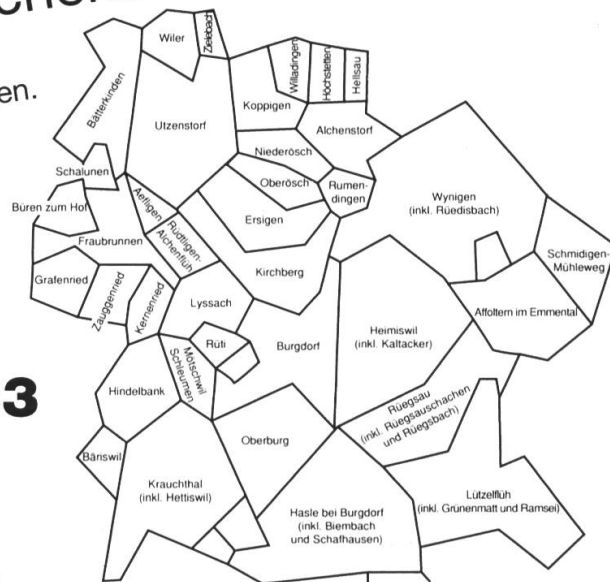 en.
Wiler
Zielebach
Bätterkinden
Utzenstorf
Koppigen
Willadingen
Höchstetten
Hellsau
Alchenstorf
Niederösch
Oberösch
Rumen-
dingen
Ersigen
Schalunen
Büren zum Hof
Aefligen
Rüdtligen-
Alchenflüh
Fraubrunnen
Grafenried
Zauggenried
Kernenried
Kirchberg
Lyssach
Wynigen
(inkl. Rüedisbach)
Schmidigen-
Mühleweg
Affoltern im Emmental
Rüti
Burgdorf
Heimiswil
(inkl. Kaltacker)
Mötschwil
Schleumen
Hindelbank
3
Bäriswil
Oberburg
Rüegsau
(inkl. Rüegsauschachen
und Rüegsbach)
Krauchthal
(inkl. Hettiswil)
Hasle bei Burgdorf
(inkl. Biembach
und Schafhausen)
Lützelflüh
(inkl. Grünenmatt und Ramsei)